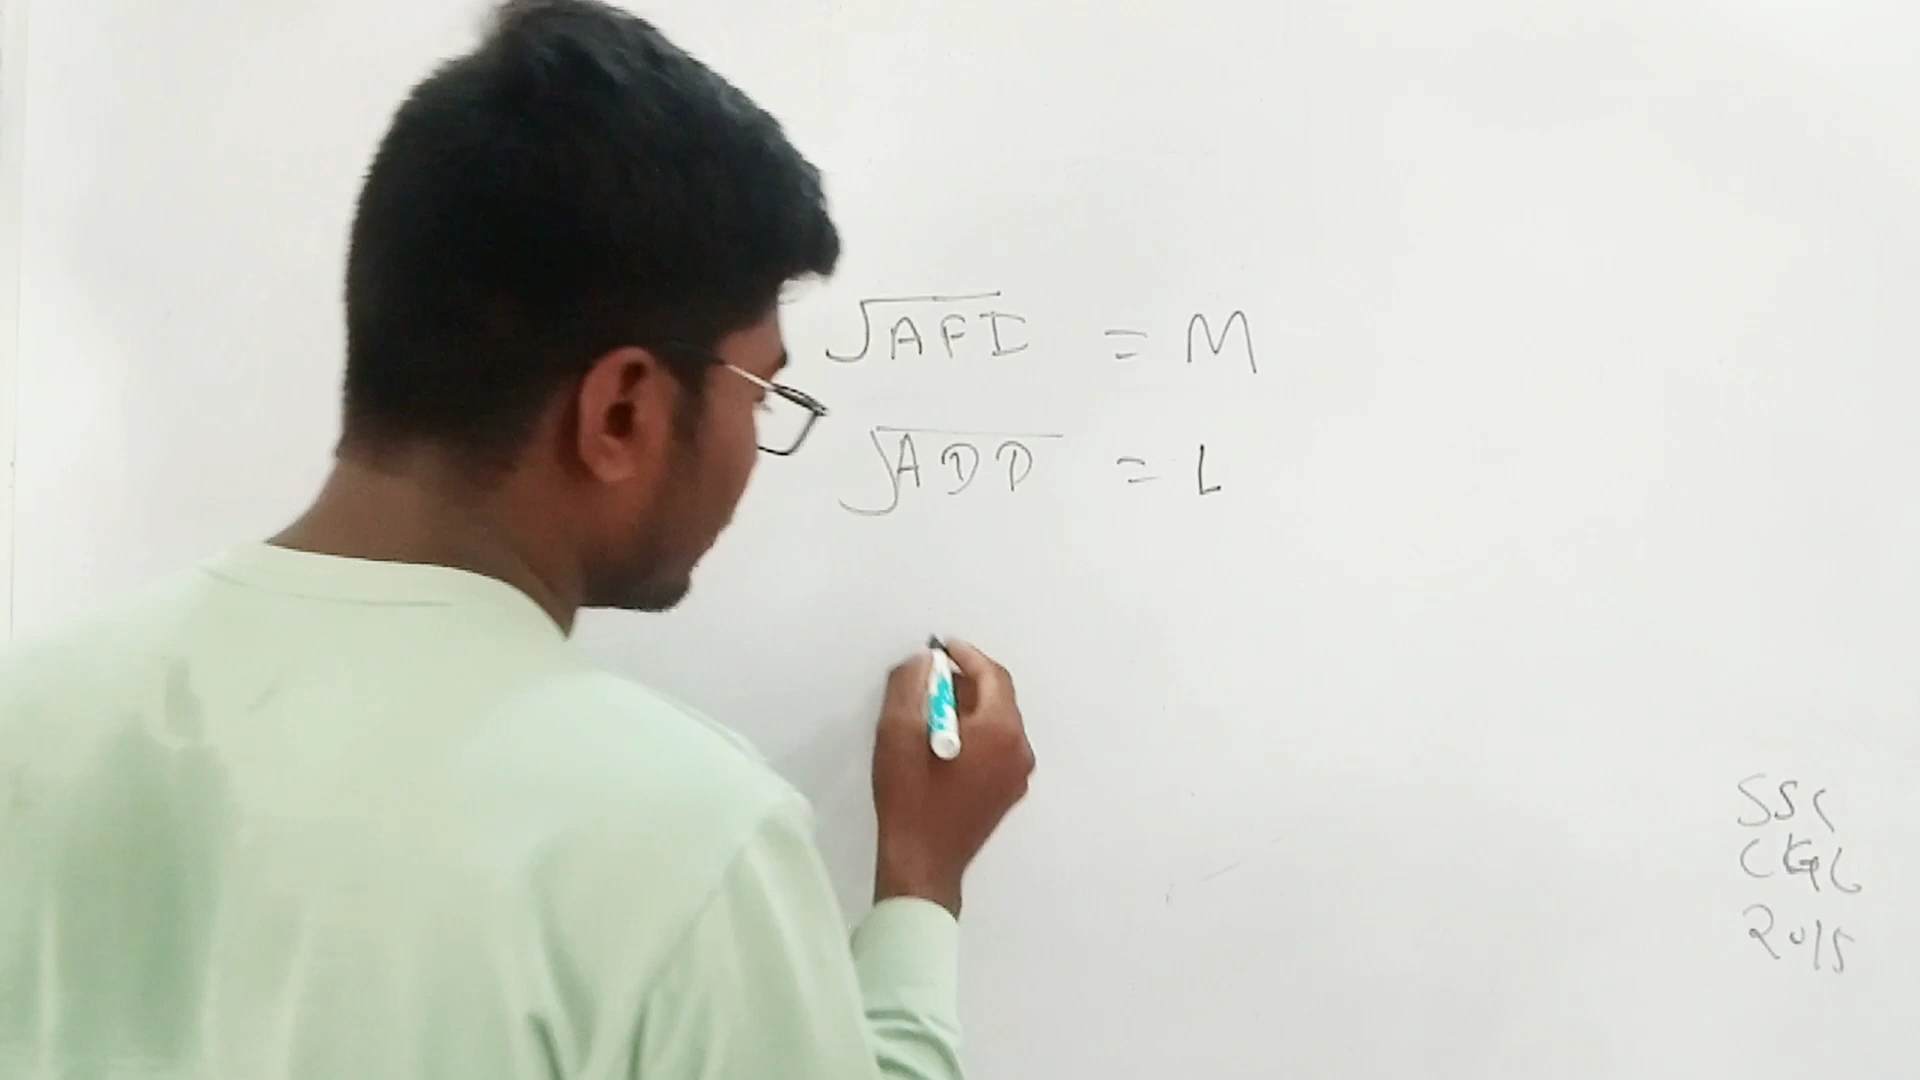 √AFI = M
√ADD = L
SSC
CGL
2015